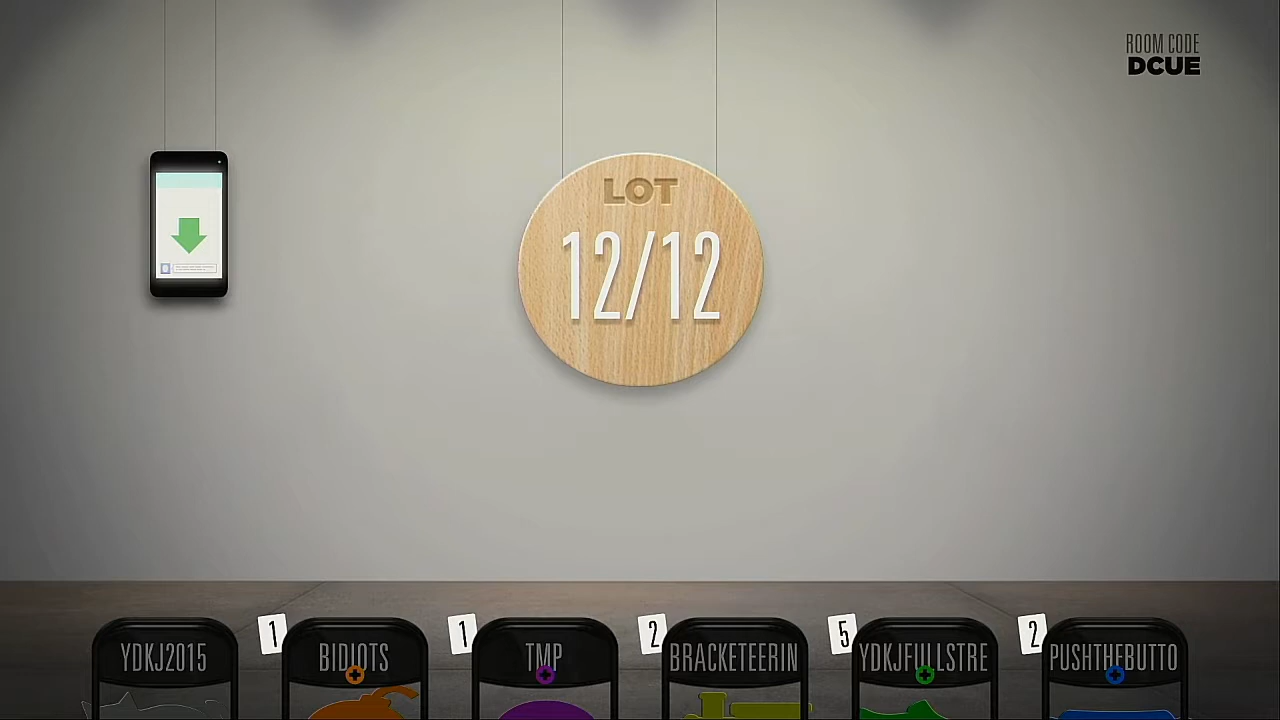 ROOM CODE
DCUE
LOT
12/12
1
1
2
5
2
YDKJ2015
BIDIOTS
TMP
BRACKETEERIN
YDKJFULLSTRE
PUSHTHEBUTTO